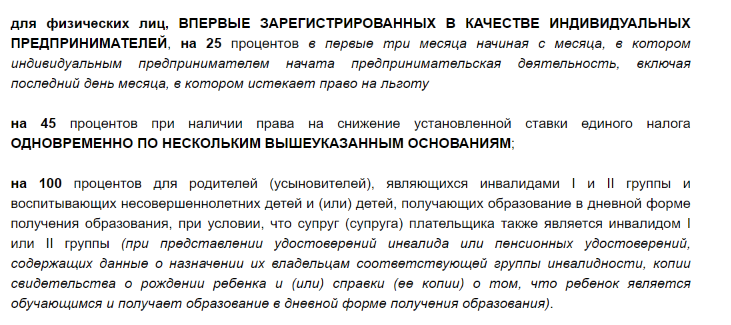 для физических лиц, ВПЕРВЫЕ ЗАРЕГИСТРИРОВАННЫХ В КАЧЕСТВЕ ИНДИВИДУАЛЬНЫХ
ПРЕДПРИНИМАТЕЛЕЙ, на 25 процентов в первые три месяца начиная с месяца, в котором
индивидуальным предпринимателем начата предпринимательская деятельность, включая
последний день месяца, в котором истекает право на льготу
на 45 процентов при наличии права на снижение установленной ставки единого налога
ОДНОВРЕМЕННО ПО НЕСКОЛЬКИМ ВЫШЕУКАЗАННЫМ ОСНОВАНИЯМ;
на 100 процентов для родителей (усыновителей), являющихся инвалидами I и II группы и
воспитывающих несовершеннолетних детей и (или) детей, получающих образование в дневной форме
получения образования, при условии, что супруг (супруга) плательщика также является инвалидом I
или II группы (при представлении удостоверений инвалида или пенсионных удостоверений,
содержащих данные о назначении их владельцам соответствующей группы инвалидности, копии
свидетельства о рождении ребенка и (или) справки (ее копии) о том, что ребенок является
обучающимся и получает образование в дневной форме получения образования).